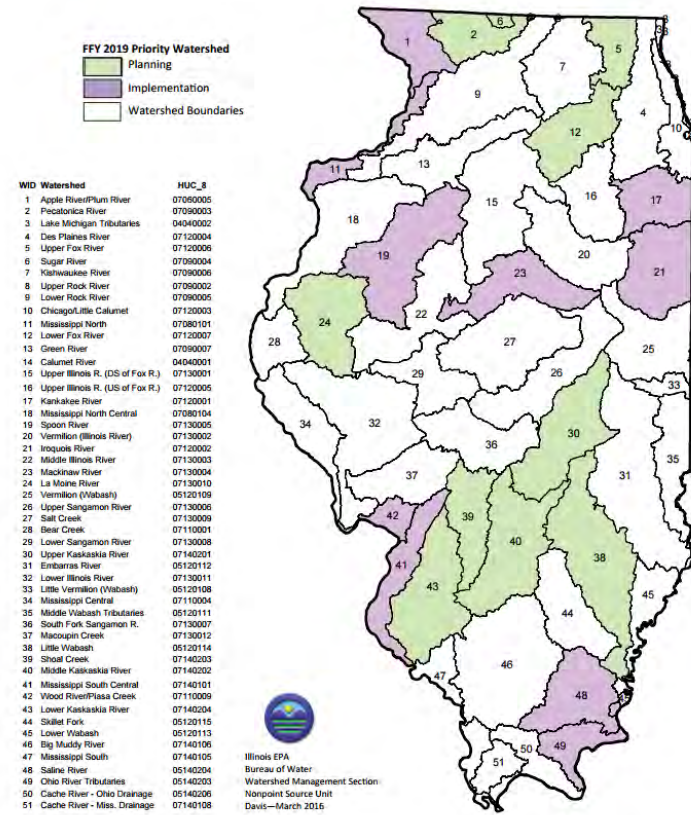 FFY 2019 Priority Watershed
Planning
Implementation
Watershed Boundaries
WID Watershed HUC_8
1 Apple River/Plum River 07060005
2 Pecatonica River 07090003
3 Lake Michigan Tributaries 04040002
4 Des Plaines River 07120004
5 Upper Fox River 07120006
6 Sugar River 07090004
7 Kishwaukee River 07090006
8 Upper Rock River 07090002
9 Lower Rock River 07090005
10 Chicago/Little Calumet 07120003
11 Mississippi North 07080101
12 Lower Fox River 07120007
13 Green River 07090007
14 Calumet River 04040001
15 Upper Illinois R. (DS of Fox R.) 07130001
16 Upper Illinois R. (US of Fox R.) 07120005
17 Kankakee River 07120001
18 Mississippi North Central 07080104
19 Spoon River 07130005
20 Vermilion (Illinois River) 07130002
21 Iroquois River 07120002
22 Middle Illinois River 07130003
23 Mackinaw River 07130004
24 La Moine River 07130010
25 Vermilion (Wabash) 05120109
26 Upper Sangamon River 07130006
27 Salt Creek 07130009
28 Bear Creek 07110001
29 Lower Sangamon River 07130008
30 Upper Kaskaskia River 07140201
31 Embarras River 05120112
32 Lower Illinois River 07130011
33 Little Vermilion (Wabash) 05120108
34 Mississippi Central 07110004
35 Middle Wabash Tributaries 05120111
36 South Fork Sangamon R. 07130007
37 Macoupin Creek 07130012
38 Little Wabash 05120114
39 Shoal Creek 07140203
40 Middle Kaskaskia River 07140202
41 Mississippi South Central 07140101
42 Wood River/Piasa Creek 07110009
43 Lower Kaskaskia River 07140204
44 Skillet Fork 05120115
45 Lower Wabash 05120113
46 Big Muddy River 07140106
47 Mississippi South 07140105
48 Saline River 05140204
49 Ohio River Tributaries 05140203
50 Cache River - Ohio Drainage 05140206
51 Cache River - Miss. Drainage 07140108
Illinois EPA
Bureau of Water
Watershed Management Section
Nonpoint Source Unit
Davis—March 2016
1
2
6
5
3
7
9
4
10
12
13
11
15
16
17
18
19
20
21
23
22
24
27
28
25
26
29
33
34
32
36
30
31
35
37
42
39
40
38
41
43
45
44
46
47
48
49
50
51